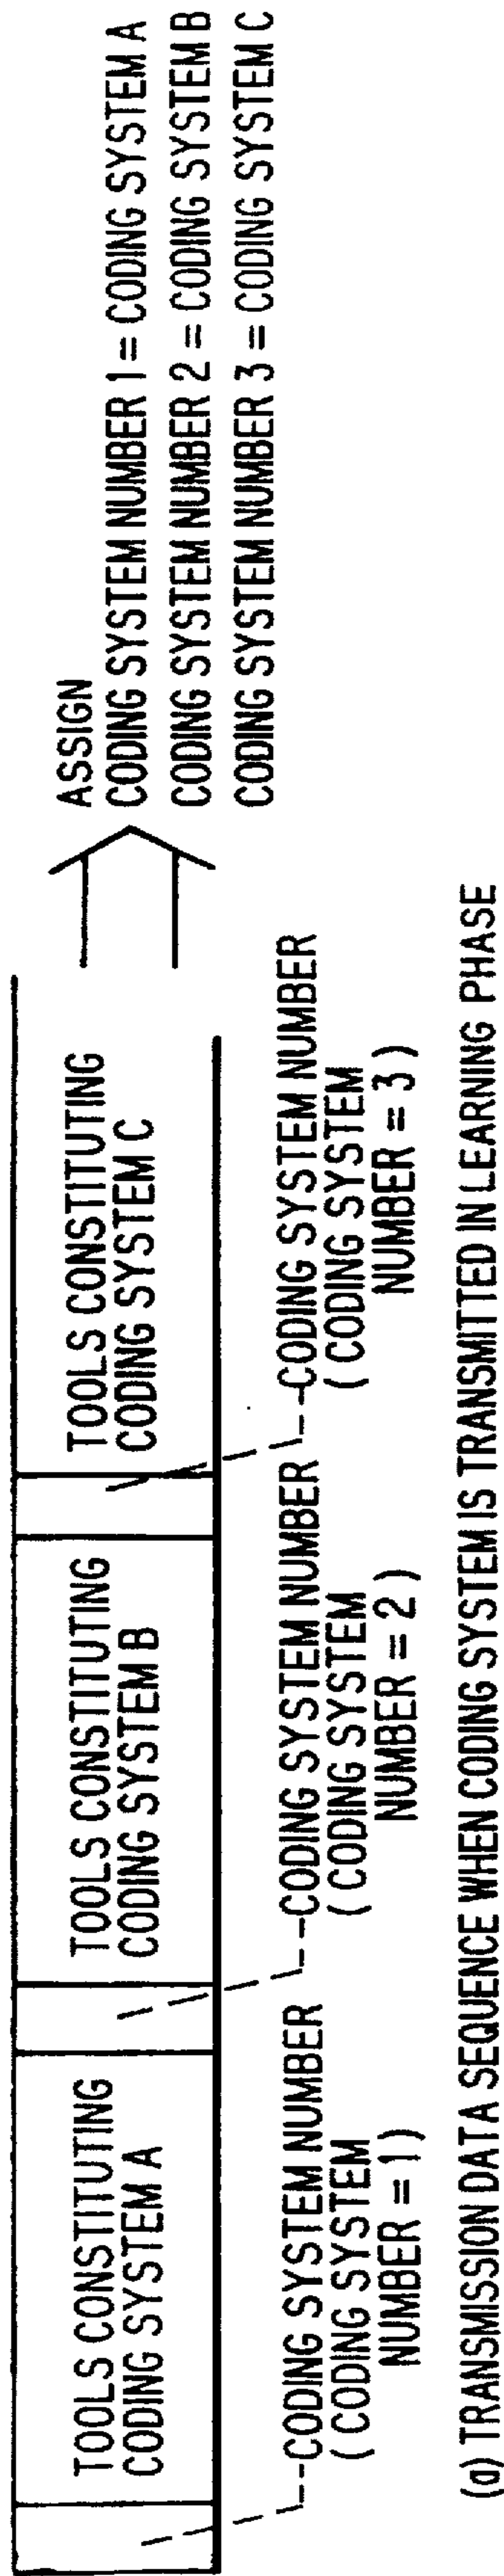 TOOLS CONSTITUTING
CODING SYSTEM A
TOOLS CONSTITUTING
CODING SYSTEM B
TOOLS CONSTITUTING
CODING SYSTEM C
ASSIGN
CODING SYSTEM NUMBER 1 = CODING SYSTEM A
CODING SYSTEM NUMBER 2 = CODING SYSTEM B
CODING SYSTEM NUMBER 3 = CODING SYSTEM C
CODING SYSTEM NUMBER
( CODING SYSTEM
NUMBER = 1 )
CODING SYSTEM NUMBER
( CODING SYSTEM
NUMBER = 2 )
CODING SYSTEM NUMBER
( CODING SYSTEM
NUMBER = 3 )
(a) TRANSMISSION DATA SEQUENCE WHEN CODING SYSTEM IS TRANSMITTED IN LEARNING PHASE